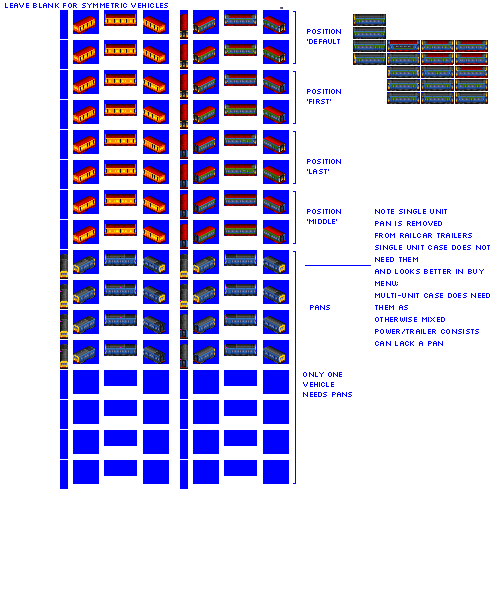 LEAVE BLANK FOR SYMMETRIC VEHICLES
POSITION
'DEFAULT
POSITION
'FIRST'
POSITION
'LAST'
POSITION
'MIDDLE'
NOTE SINGLE UNIT
PAN IS REMOVED
FROM RAILCAR TRAILERS
SINGLE UNIT CASE DOES NOT
NEED THEM
AND LOOKS BETTER IN BUY
MENU;
MULTI-UNIT CASE DOES NEED
THEM AS
OTHERWISE MIXED
POWER/TRAILER CONSISTS
CAN LACK A PAN
PANS
ONLY ONE
VEHICLE
NEEDS PANS